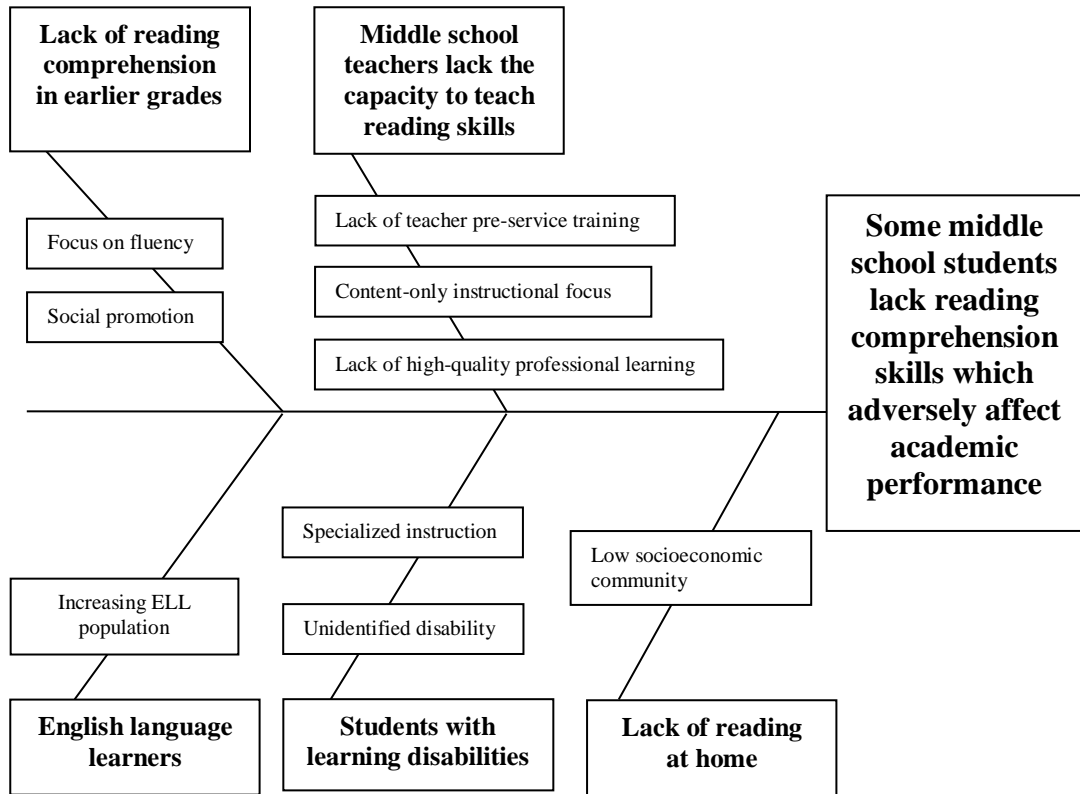 Lack of reading
comprehension
in earlier grades
Middle school
teachers lack the
capacity to teach
reading skills
Focus on fluency
Social promotion
Lack of teacher pre-service training
Content-only instructional focus
Lack of high-quality professional learning
Some middle
school students
lack reading
comprehension
skills which
adversely affect
academic
performance
Increasing ELL
population
Specialized instruction
Unidentified disability
Low socioeconomic
community
English language
learners
Students with
learning disabilities
Lack of reading
at home